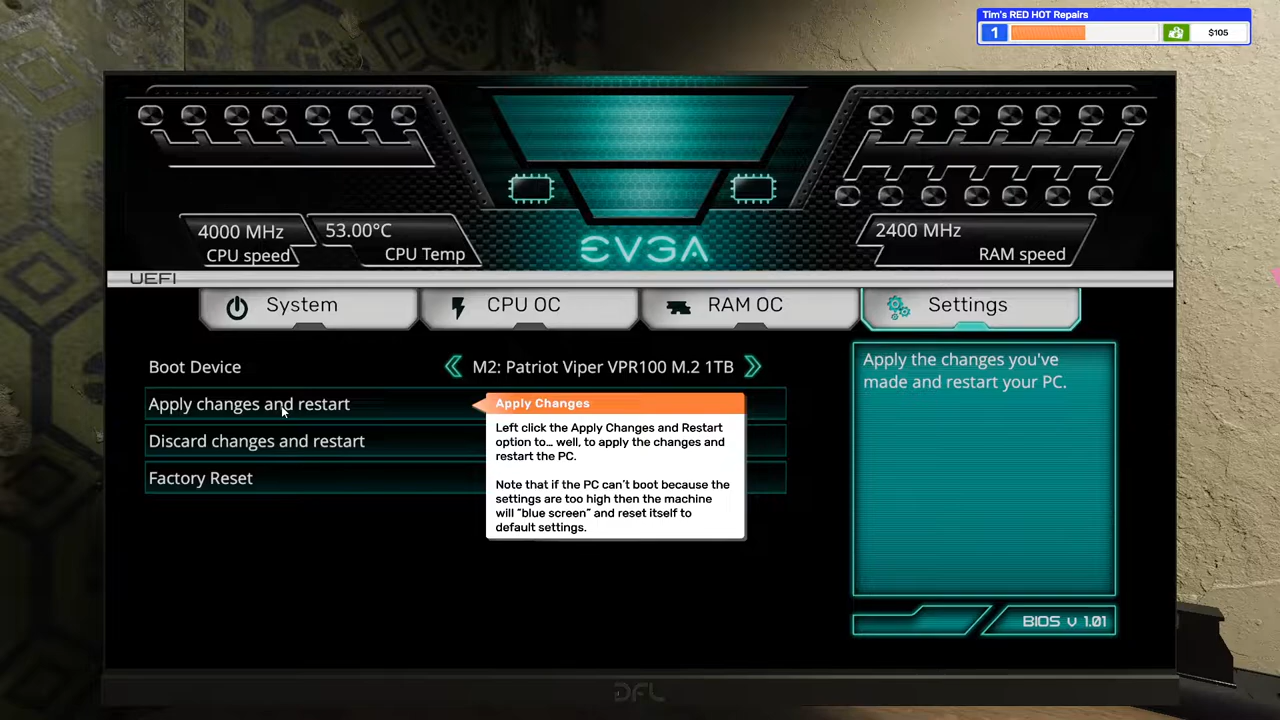 Tim's RED HOT Repairs
1
$105
4000 MHz
CPU speed
53.00°C
CPU Temp
EVGA
2400 MHz
RAM speed
UEFI
System
CPU OC
RAM OC
Settings
Boot Device
M2: Patriot Viper VPR100 M.2 1TB
Apply changes and restart
Discard changes and restart
Factory Reset
Apply Changes
Left click the Apply Changes and Restart
option to... well, to apply the changes and
restart the PC.
Note that if the PC can't boot because the
settings are too high then the machine
will "blue screen" and reset itself to
default settings.
Apply the changes you've
made and restart your PC.
BIOS v 1.01
DFL